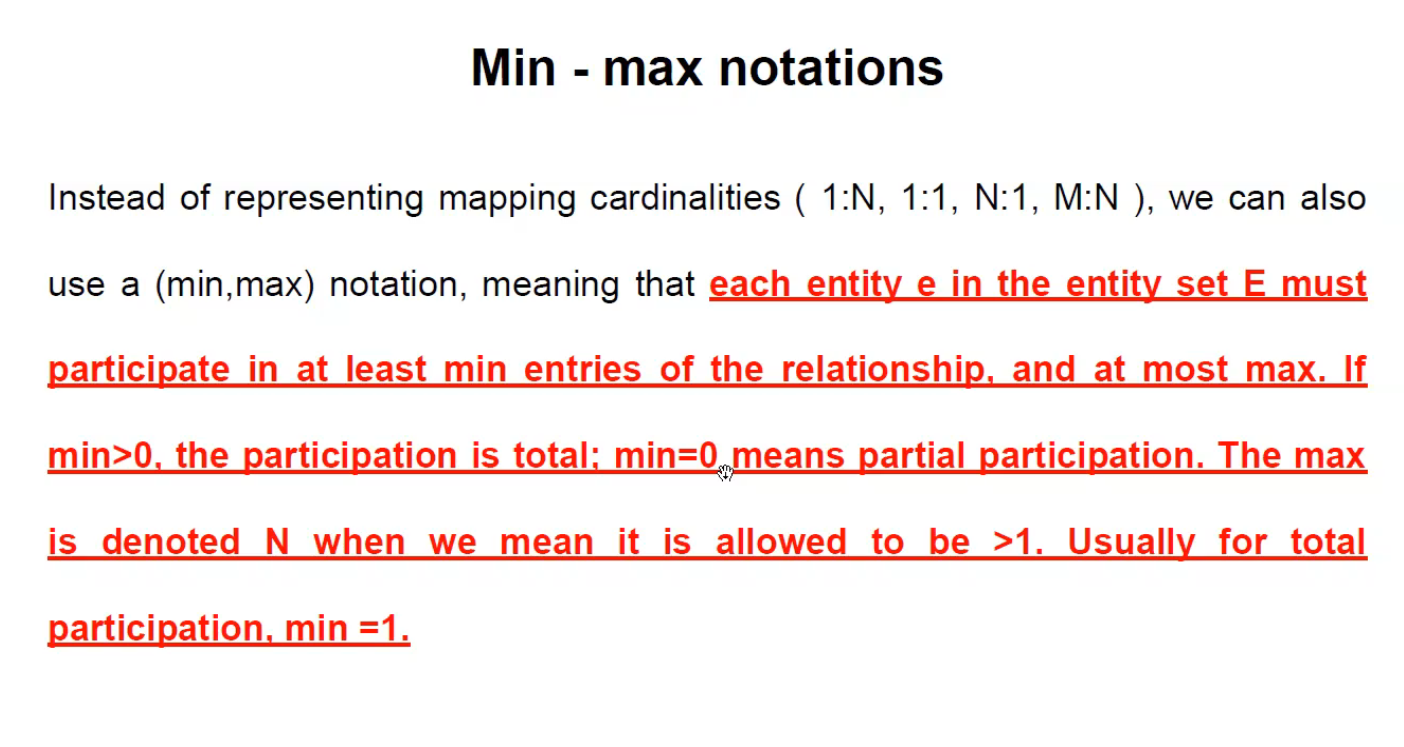 Min - max notations
Instead of representing mapping cardinalities ( 1:N, 1:1, N:1, M:N ), we can also
use a (min,max) notation, meaning that each entity e in the entity set E must
participate in at least min entries of the relationship, and at most max. If
min>0, the participation is total; min=0 means partial participation. The max
is denoted N when we mean it is allowed to be >1. Usually for total
participation, min =1.